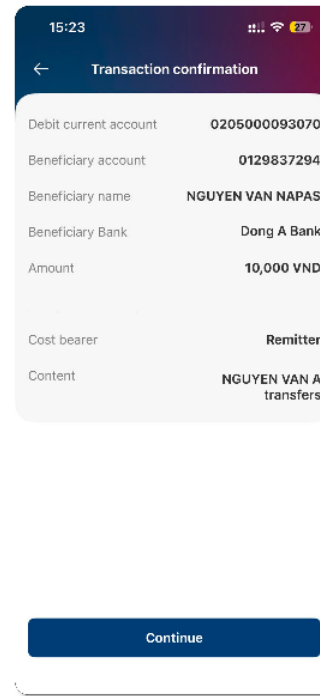 15:23
27
Transaction confirmation
Debit current account 0205000093070
Beneficiary account 0129837294
Beneficiary name NGUYEN VAN NAPAS
Beneficiary Bank Dong A Bank
Amount 10,000 VND
Cost bearer Remitter
Content NGUYEN VAN A
transfers
Continue